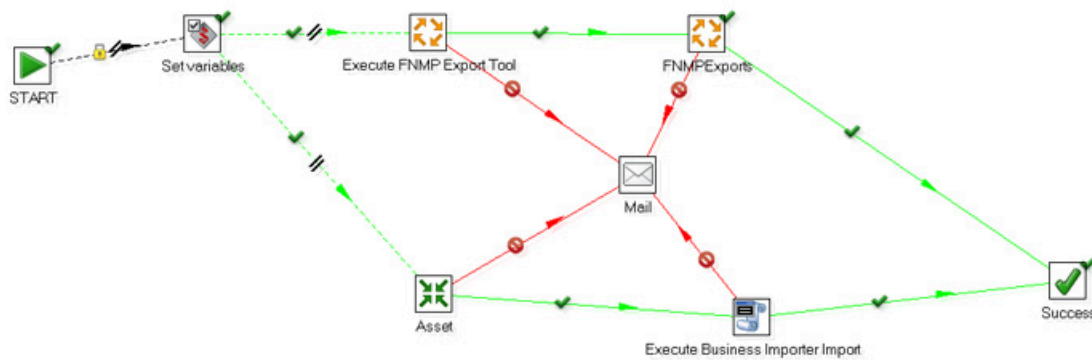 START
Set variables
Execute FNMP Export Tool
FNMPExports
Mail
Asset
Execute Business Importer Import
Success